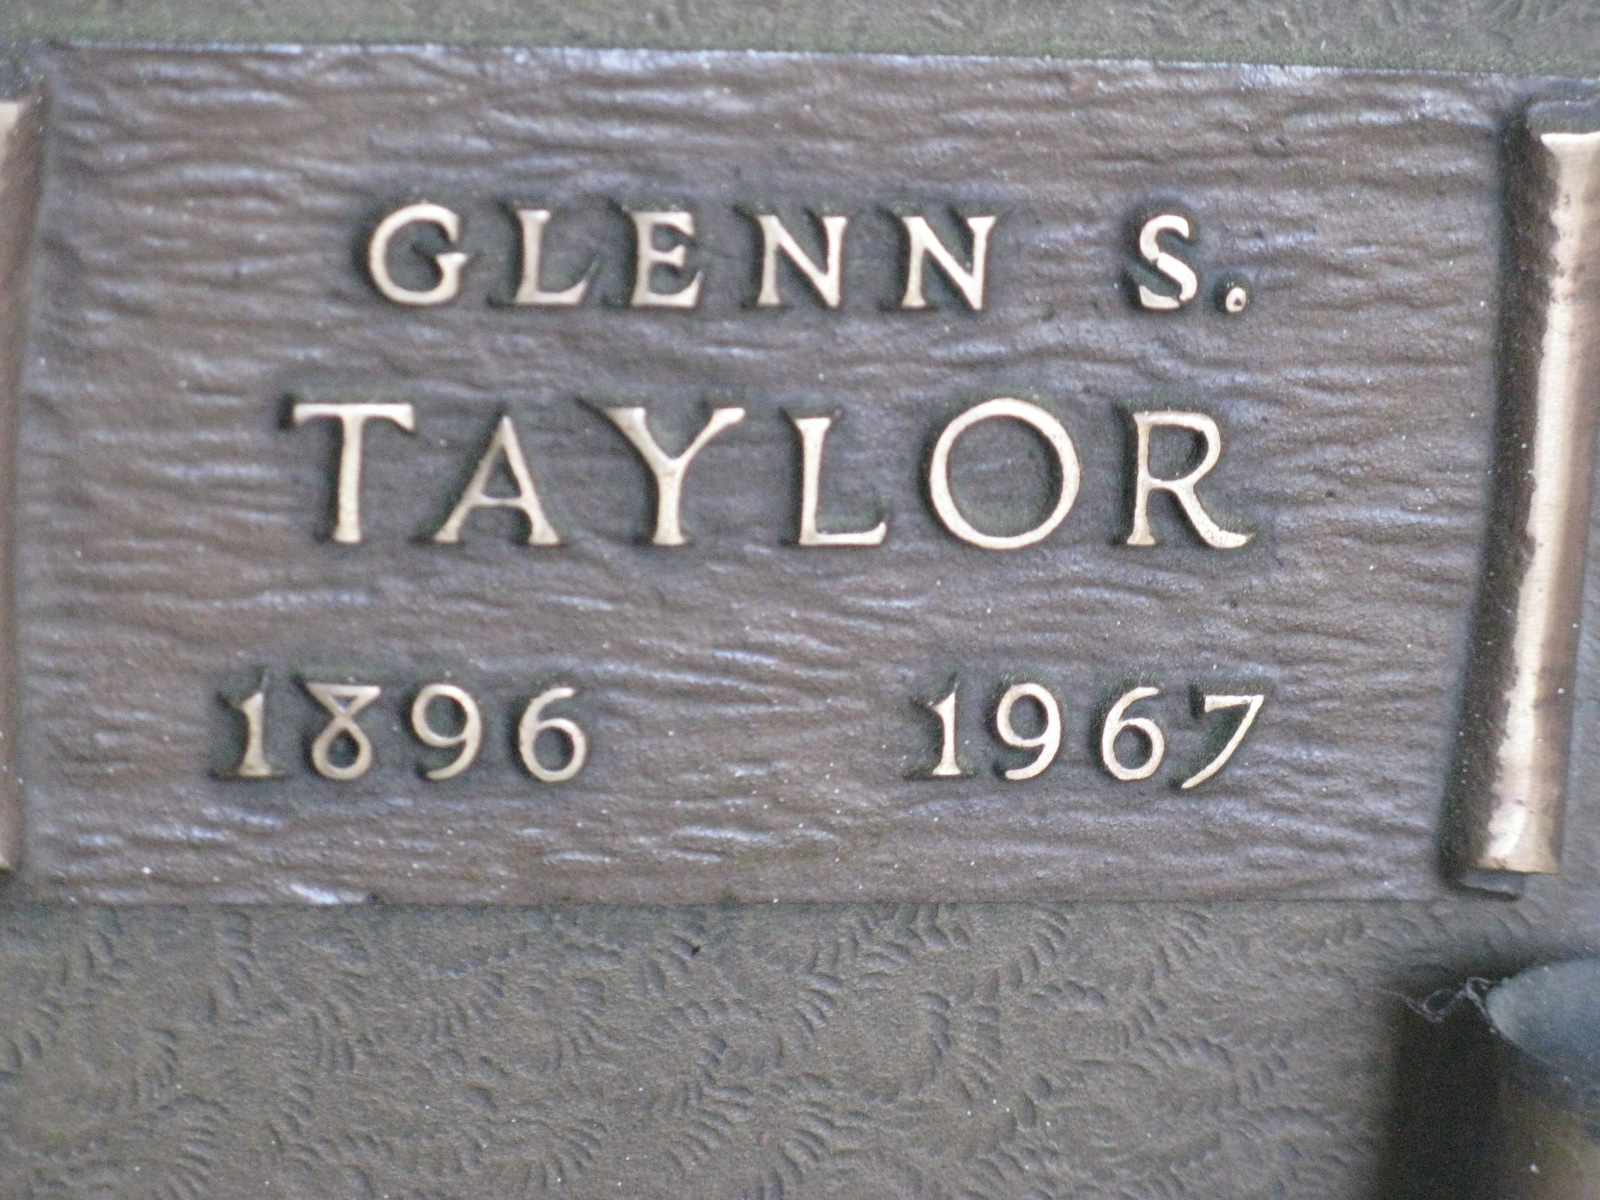 GLENN S.
TAYLOR
1896 1967